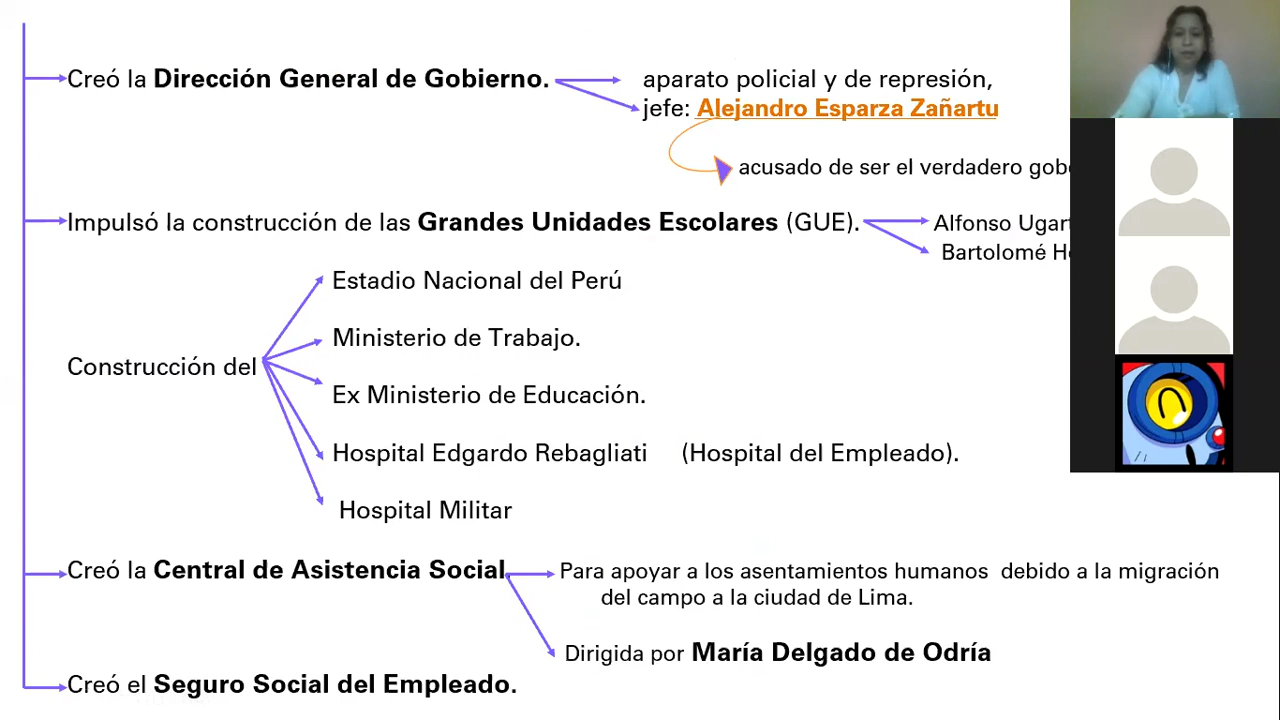 Creó la Dirección General de Gobierno.
aparato policial y de represión,
jefe: Alejandro Esparza Zañartu
acusado de ser el veradero
Impulsó la construcción de las Grandes Unidades Escolares (GUE).
Alfonso
Bartolomé
Construcción del
Estadio Nacional del Perú
Ministerio de Trabajo.
Ex Ministerio de Educación.
Hospital Edgardo Rebagliati (Hospital del Empleado).
Hospital Militar
Creó la Central de Asistencia Social.
Para apoyar a los asentamientos humanos debido a la migración
del campo a la ciudad de Lima.
Dirigida por María Delgado de Odría
Creó el Seguro Social del Empleado.